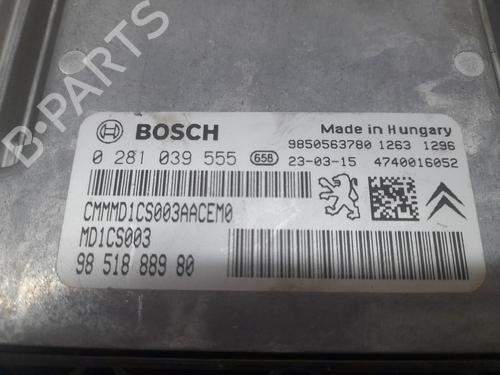 BOSCH
Made in Hungary
9850563780 1263 1296
0 281 039 555 658 23-03-15 4740016052
CMMMD1CS003AACEM0
MD1CS003
98 518 889 80
B-PARTS